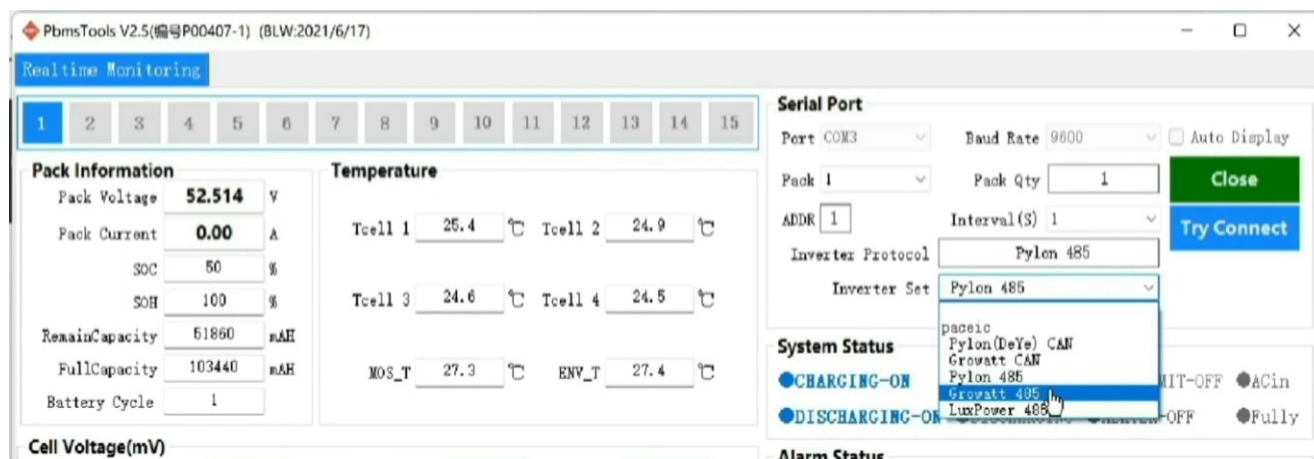 PbmsTools V2.5(编号P00407-1) (BLW:2021/6/17)
Realtime Monitoring
1 2 3 4 5 6 7 8 9 10 11 12 13 14 15
Pack Information
Pack Voltage 52.514 V
Pack Current 0.00 A
SOC 50 %
SOH 100 %
RemainCapacity 51860 mAH
FullCapacity 103440 mAH
Battery Cycle 1
Temperature
Tcell 1 25.4 ℃ Tcell 2 24.9 ℃
Tcell 3 24.6 ℃ Tcell 4 24.5 ℃
MOS_T 27.3 ℃ ENV_T 27.4 ℃
Cell Voltage(mV)
Serial Port
Port COM3 Baud Rate 9600 Auto Display
Pack 1 Pack Qty 1 Close
ADDR 1 Interval(S) 1 Try Connect
Inverter Protocol Pylon 485
Inverter Set Pylon 485
paceic
Pylon(DeYe) CAN
Growatt CAN
Pylon 485
Growatt 485
LuxPower 485
System Status
CHARGING-ON MIT-OFF ACin
DISCHARGING-ON -OFF Fully
Alarm Status